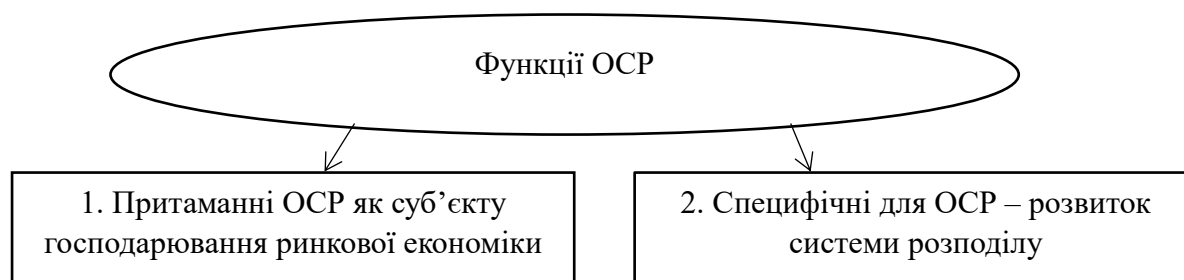 Функції ОСР
1. Притаманні ОСР як суб’єкту
господарювання ринкової економіки
2. Специфічні для ОСР – розвиток
системи розподілу